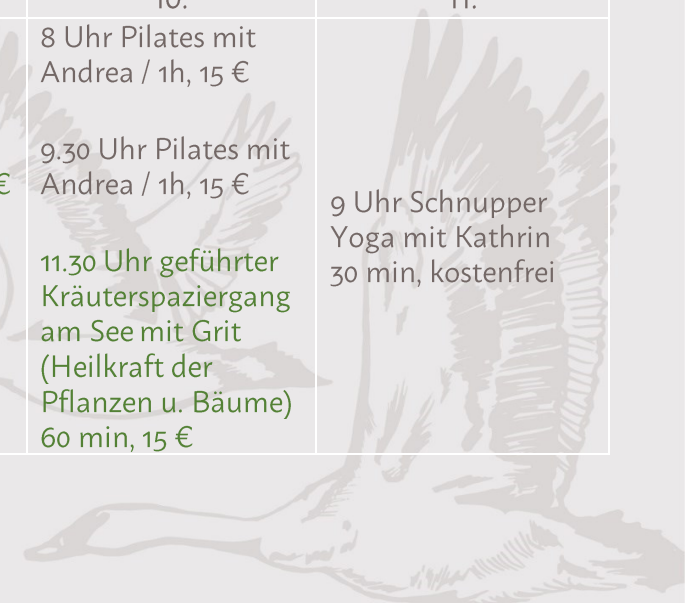 10.
8 Uhr Pilates mit
Andrea / 1h, 15 €
9.30 Uhr Pilates mit
Andrea / 1h, 15 €
11.30 Uhr geführter
Kräuterspaziergang
am See mit Grit
(Heilkraft der
Pflanzen u. Bäume)
60 min, 15 €
11.
9 Uhr Schnupper
Yoga mit Kathrin
30 min, kostenfrei
€